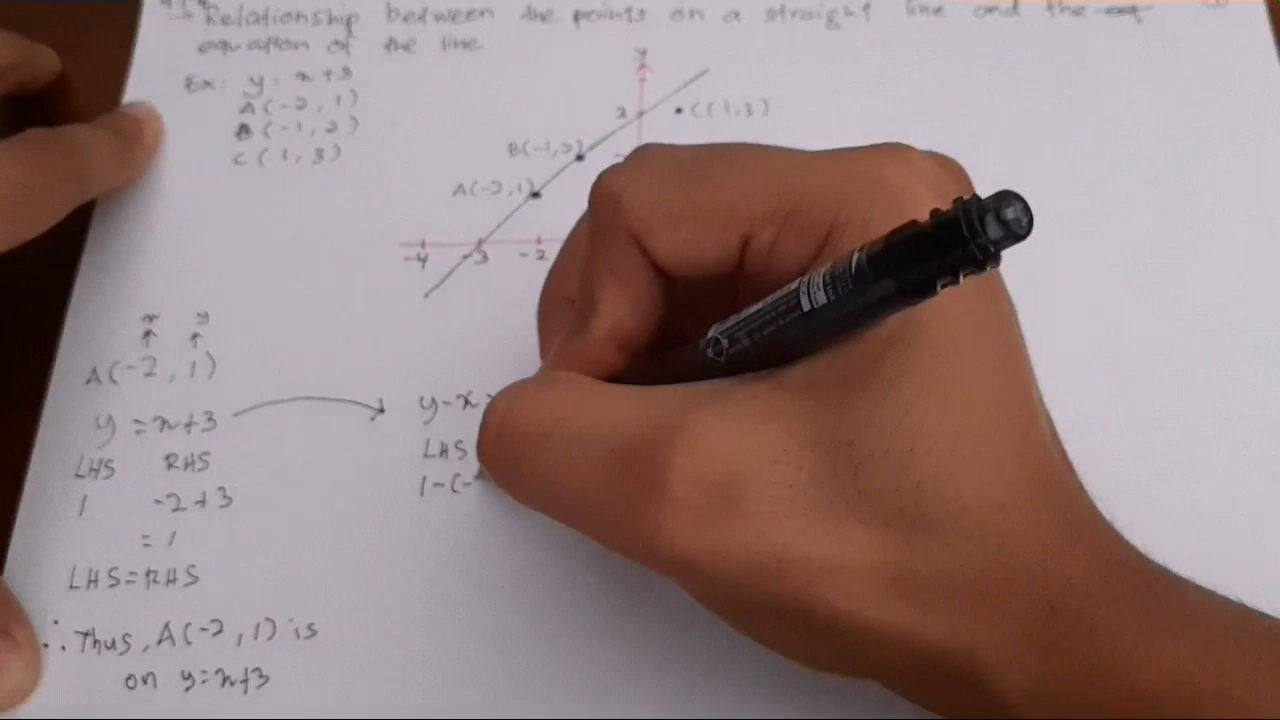 → Relationship between the points on a straight line and the
equation of the line
Ex: y = x+3
A(-2, 1)
B(-1, 2)
C(1, 3)
y
3
C(1,3)
B(-1,2)
A(-2,1)
-4 -3 -2
x y
↑ ↑
A(-2, 1)
y = x+3
LHS RHS
1 -2+3
= 1
LHS=RHS
∴ Thus, A(-2, 1) is
on y=x+3
y-x
LHS
1-(-